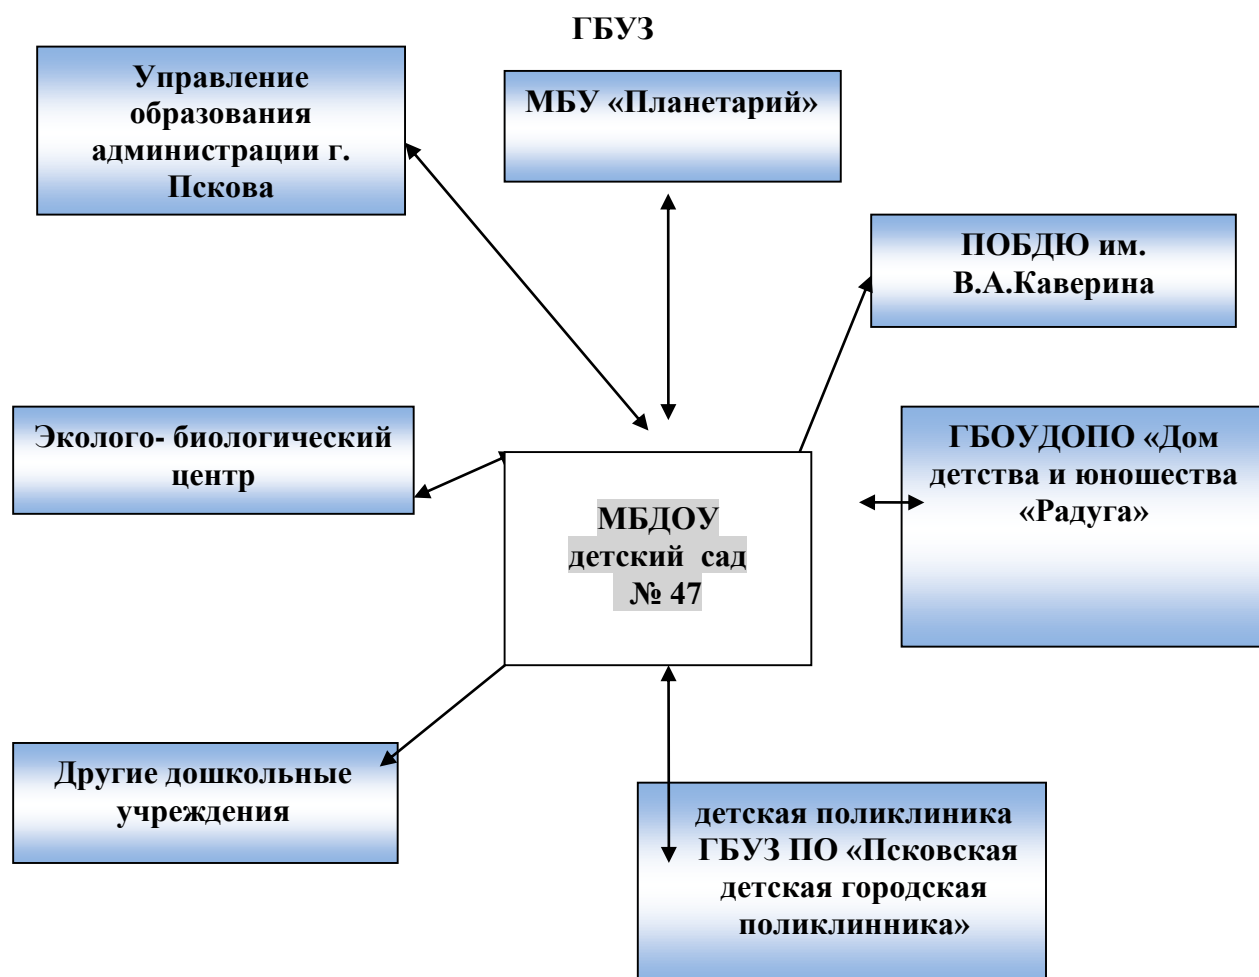 ГБУЗ
Управление
образования
администрации г.
Пскова
МБУ «Планетарий»
ПОБДЮ им.
В.А.Каверина
Эколого- биологический
центр
ГБОУДОПО «Дом
детства и юношества
«Радуга»
МБДОУ
детский сад
№ 47
Другие дошкольные
учреждения
детская поликлиника
ГБУЗ ПО «Псковская
детская городская
поликлинника»